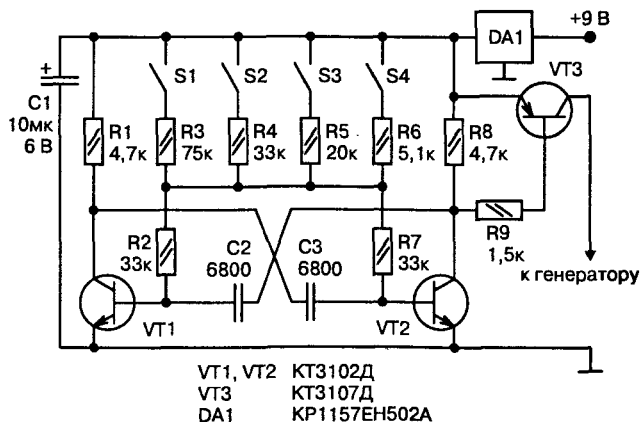 +9 В
DA1
VT3
S1
S2
S3
S4
+
C1
10мк
6 В
R1
4,7к
R3
75к
R4
33к
R5
20к
R6
5,1к
R8
4,7к
R2
33к
C2
6800
C3
6800
R7
33к
R9
1,5к
к генератору
VT1
VT2
VT1, VT2 КТ3102Д
VT3 КТ3107Д
DA1 КР1157ЕН502А